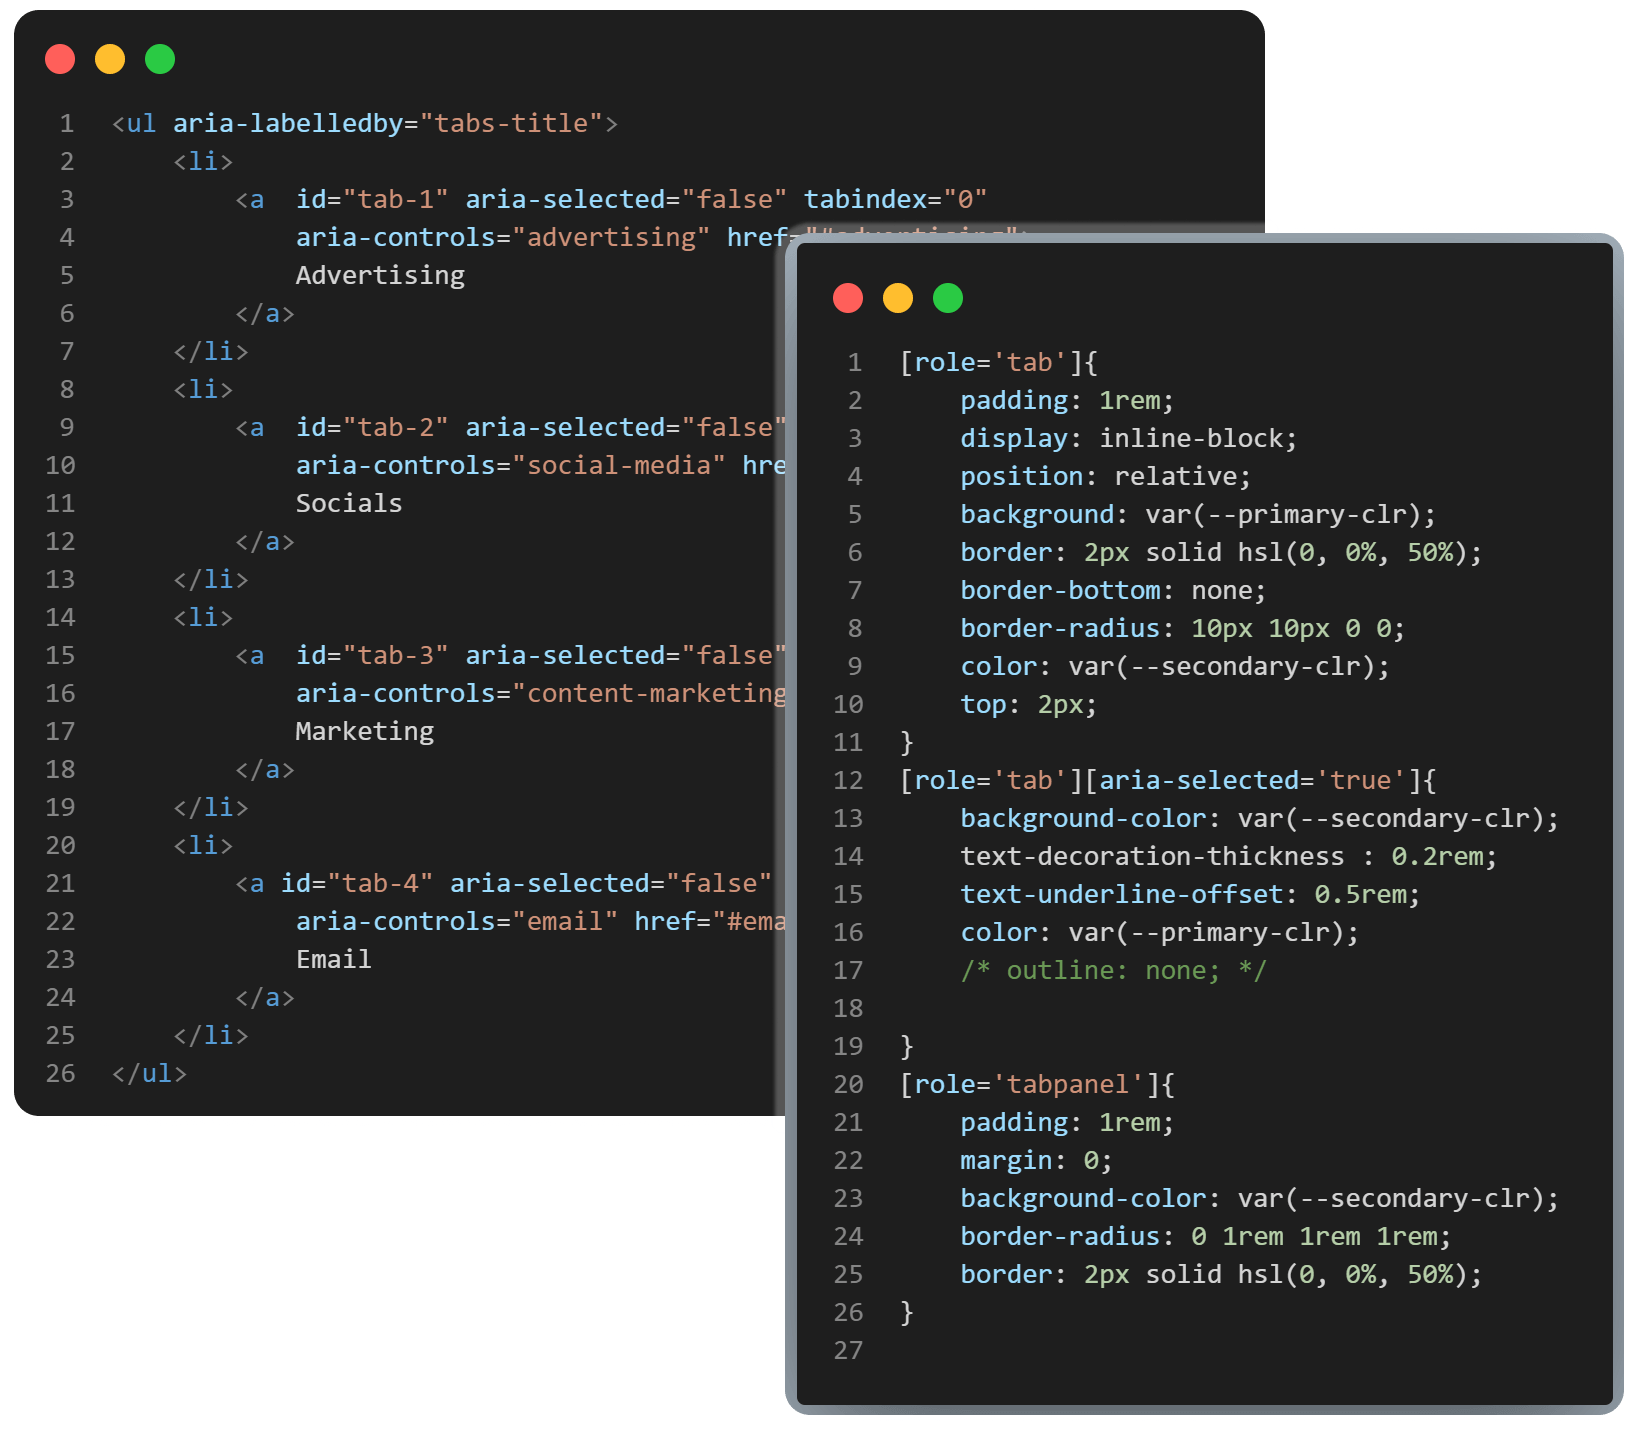 1 <ul aria-labelledby="tabs-title">
2 <li>
3 <a  id="tab-1" aria-selected="false" tabindex="0"
4 aria-controls="advertising" href="#advertising">
5 Advertising
6 </a>
7 </li>
8 <li>
9 <a  id="tab-2" aria-selected="false"
10 aria-controls="social-media" hre
11 Socials
12 </a>
13 </li>
14 <li>
15 <a  id="tab-3" aria-selected="false"
16 aria-controls="content-marketing
17 Marketing
18 </a>
19 </li>
20 <li>
21 <a id="tab-4" aria-selected="false"
22 aria-controls="email" href="#ema
23 Email
24 </a>
25 </li>
26 </ul>
1 [role='tab']{
2 padding: 1rem;
3 display: inline-block;
4 position: relative;
5 background: var(--primary-clr);
6 border: 2px solid hsl(0, 0%, 50%);
7 border-bottom: none;
8 border-radius: 10px 10px 0 0;
9 color: var(--secondary-clr);
10 top: 2px;
11 }
12 [role='tab'][aria-selected='true']{
13 background-color: var(--secondary-clr);
14 text-decoration-thickness : 0.2rem;
15 text-underline-offset: 0.5rem;
16 color: var(--primary-clr);
17 /* outline: none; */
18
19 }
20 [role='tabpanel']{
21 padding: 1rem;
22 margin: 0;
23 background-color: var(--secondary-clr);
24 border-radius: 0 1rem 1rem 1rem;
25 border: 2px solid hsl(0, 0%, 50%);
26 }
27